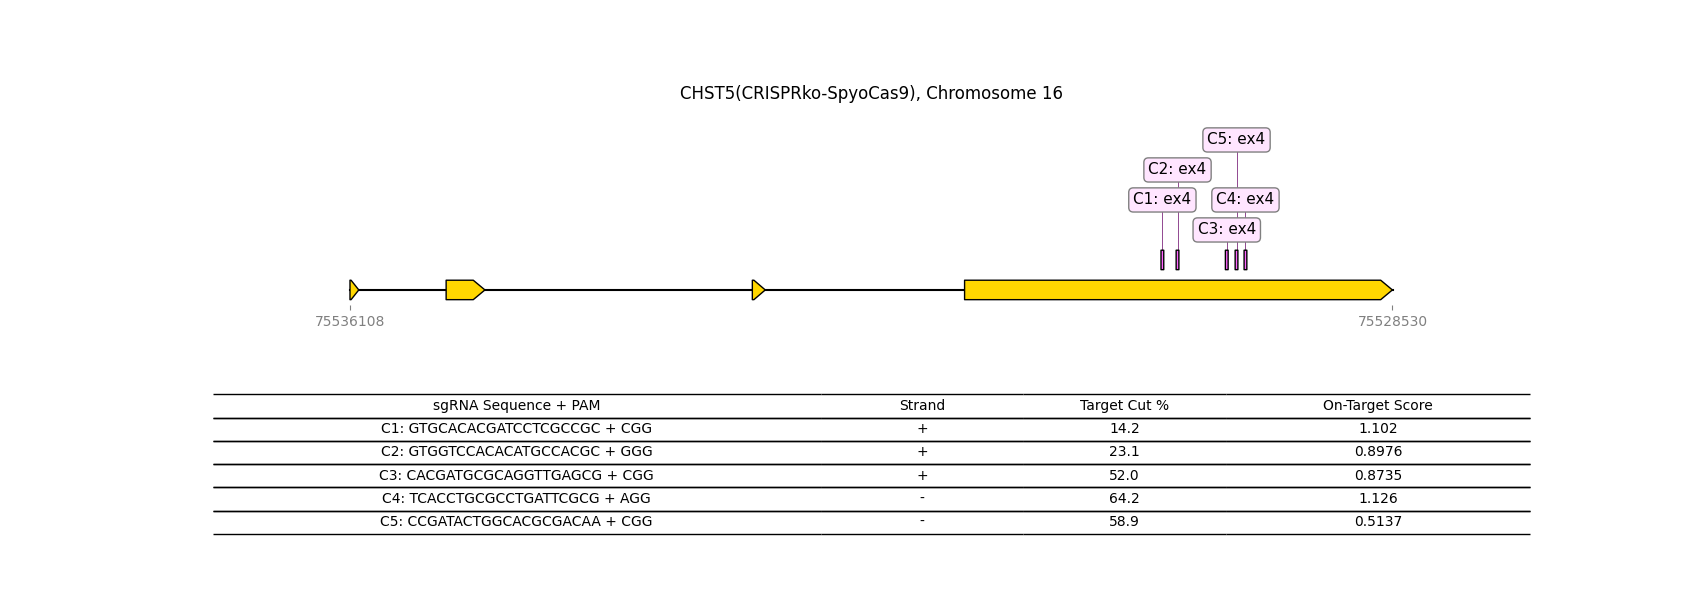 CHST5(CRISPRko-SpyoCas9), Chromosome 16
C5: ex4
C2: ex4
C1: ex4
C4: ex4
C3: ex4
75536108
75528530
sgRNA Sequence + PAM Strand Target Cut % On-Target Score
C1: GTGCACACGATCCTCGCCGC + CGG + 14.2 1.102
C2: GTGGTCCACACATGCCACGC + GGG + 23.1 0.8976
C3: CACGATGCGCAGGTTGAGCG + CGG + 52.0 0.8735
C4: TCACCTGCGCCTGATTCGCG + AGG - 64.2 1.126
C5: CCGATACTGGCACGCGACAA + CGG - 58.9 0.5137